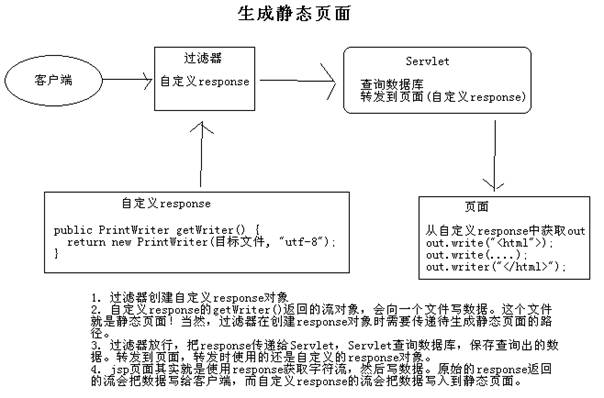 生成静态页面
客户端
过滤器
自定义response
Servlet
查询数据库
转发到页面(自定义response)
自定义response
public PrintWriter getWriter() {
return new PrintWriter(目标文件, "utf-8");
}
页面
从自定义response中获取out
out.write("<html">);
out.write(....);
out.writer("</html>");
1. 过滤器创建自定义response对象
2. 自定义response的getWriter()返回的流对象，会向一个文件写数据。这个文件
就是静态页面！当然，过滤器在创建response对象时需要传递待生成静态页面的路
径。
3. 过滤器放行，把response传递给Servlet，Servlet查询数据库，保存查询出的数
据。转发到页面，转发时使用的还是自定义的response对象。
4. jsp页面其实就是使用response获取字符流，然后写数据。原始的response返回
的流会把数据写给客户端，而自定义response的流会把数据写入到静态页面。